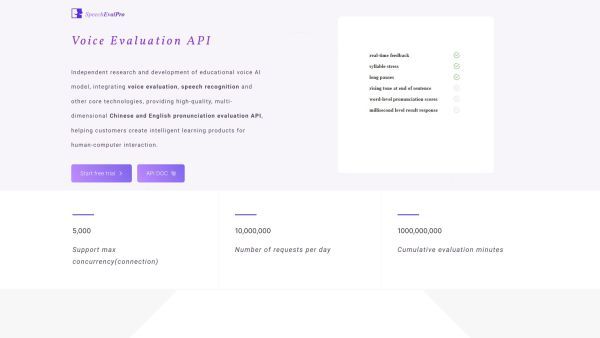 SpeechEvalPro
Voice Evaluation API
Independent research and development of educational voice AI
model, integrating voice evaluation, speech recognition and
other core technologies, providing high-quality, multi-
dimensional Chinese and English pronunciation evaluation API,
helping customers create intelligent learning products for
human-computer interaction.
Start free trial
API DOC
real-time feedback
syllable stress
long pauses
rising tone at end of sentence
word-level pronunciation scores
millisecond level result response
5,000
Support max
concurrency(connection)
10,000,000
Number of requests per day
1000,000,000
Cumulative evaluation minutes